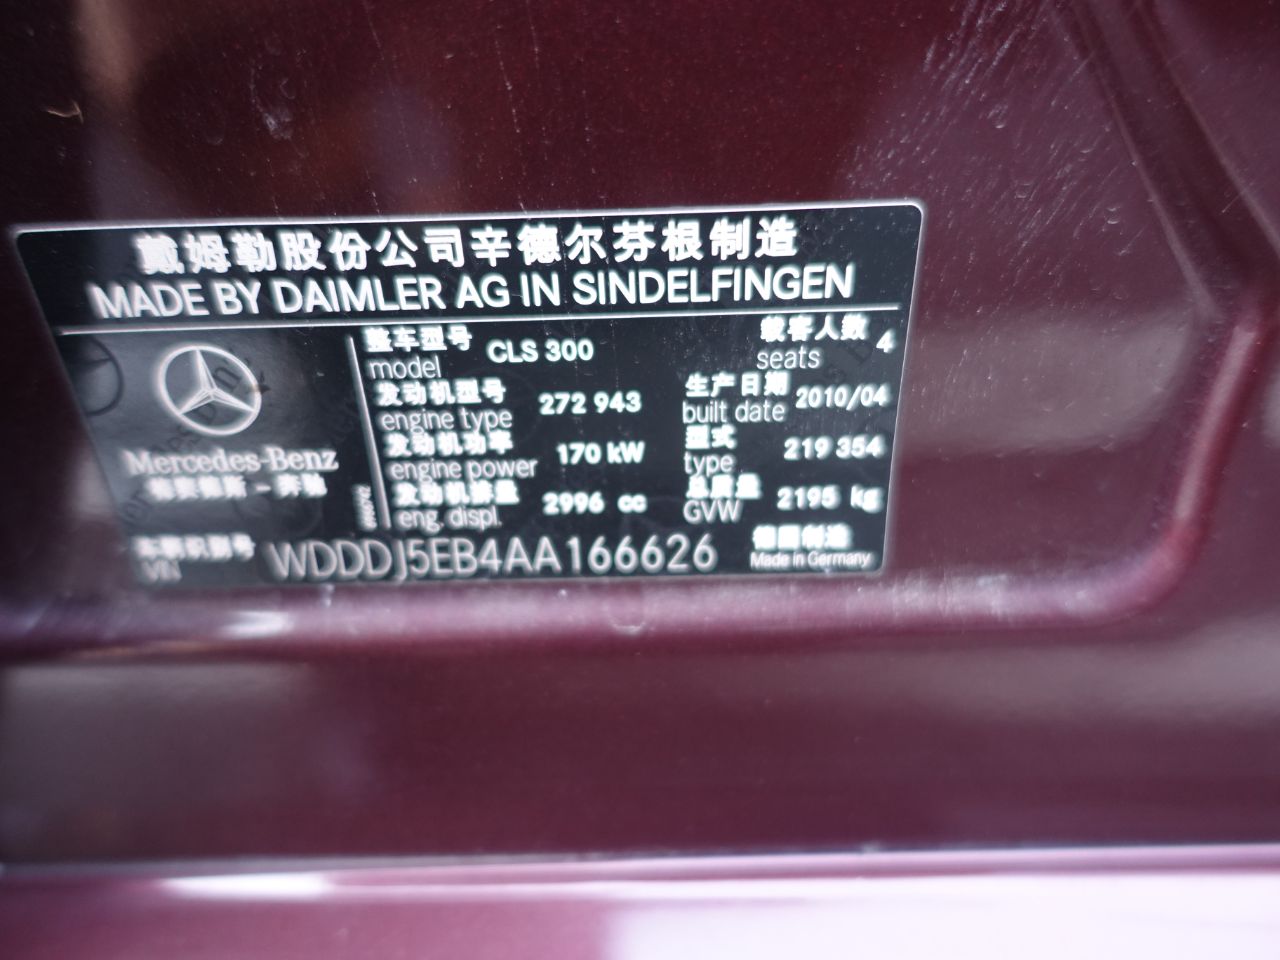 戴姆勒股份公司辛德尔芬根制造
MADE BY DAIMLER AG IN SINDELFINGEN
整车型号 CLS 300 载客人数 4
model seats
发动机型号 272 943 生产日期 2010/04
engine type built date
发动机功率 170 kW 型式 219 354
engine power type
发动机排量 2996 cc 总质量 2195 kg
eng. displ. GVW
Mercedes-Benz
梅赛德斯-奔驰
车辆识别号 WDDDJ5EB4AA166626 德国制造
VIN Made in Germany